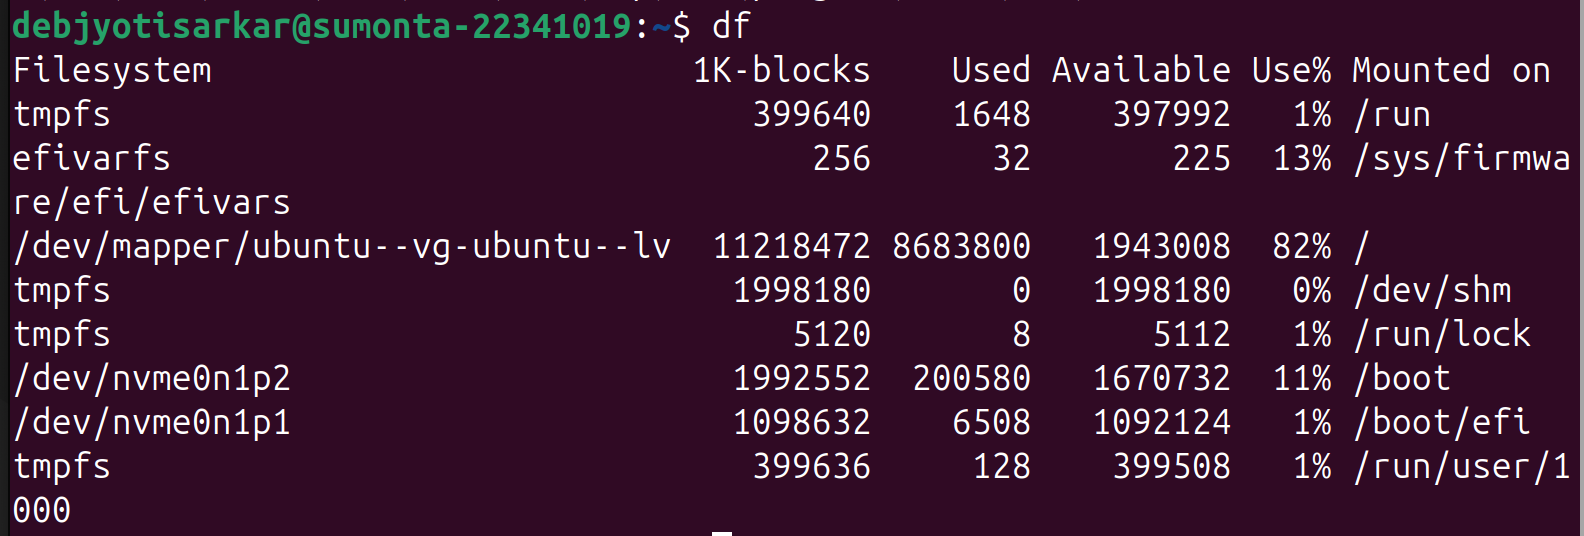 debjyotisarkar@sumonta-22341019:~$ df
Filesystem                        1K-blocks    Used Available Use% Mounted on
tmpfs                                399640    1648    397992   1% /run
efivarfs                                256      32       225  13% /sys/firmwa
re/efi/efivars
/dev/mapper/ubuntu--vg-ubuntu--lv  11218472 8683800   1943008  82% /
tmpfs                               1998180       0   1998180   0% /dev/shm
tmpfs                                  5120       8      5112   1% /run/lock
/dev/nvme0n1p2                      1992552  200580   1670732  11% /boot
/dev/nvme0n1p1                      1098632    6508   1092124   1% /boot/efi
tmpfs                                399636     128    399508   1% /run/user/1
000